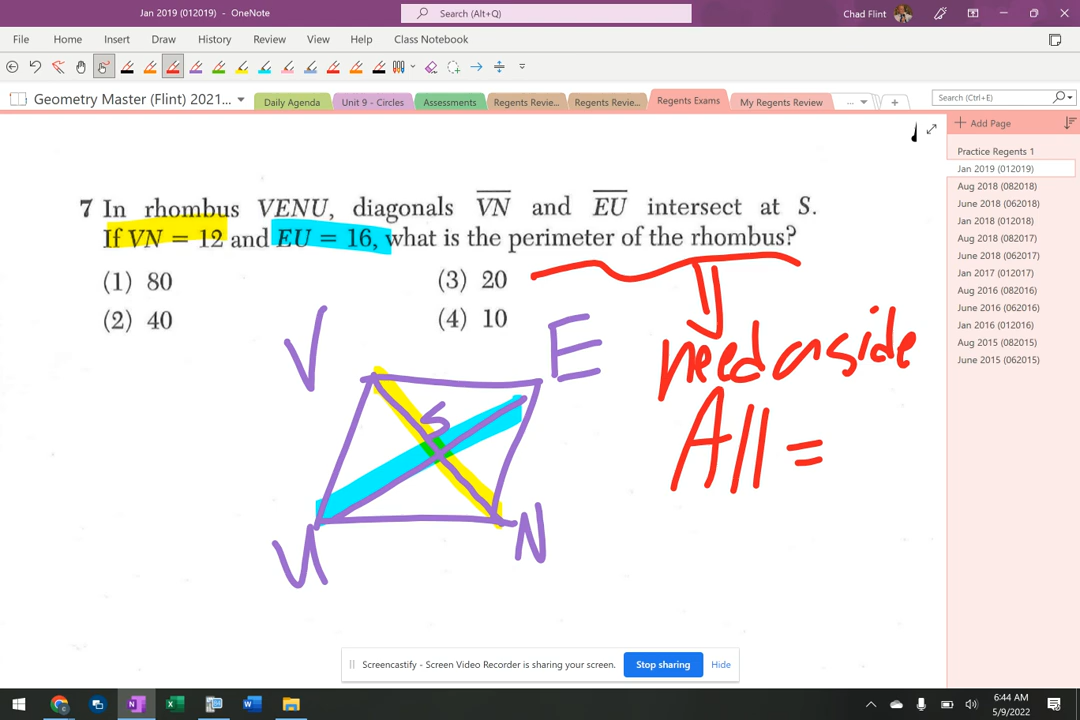 Jan 2019 (012019) - OneNote
Search (Alt+Q)
Chad Flint
File Home Insert Draw History Review View Help Class Notebook
Geometry Master (Flint) 2021...
Daily Agenda
Unit 9 - Circles
Assessments
Regents Revie...
Regents Revie...
Regents Exams
My Regents Review
...
Search (Ctrl+E)
Add Page
Practice Regents 1
Jan 2019 (012019)
Aug 2018 (082018)
June 2018 (062018)
Jan 2018 (012018)
Aug 2017 (082017)
June 2017 (062017)
Jan 2017 (012017)
Aug 2016 (082016)
June 2016 (062016)
Jan 2016 (012016)
Aug 2015 (082015)
June 2015 (062015)
7 In rhombus VENU, diagonals V̅N̅ and E̅U̅ intersect at S.
If VN = 12 and EU = 16, what is the perimeter of the rhombus?
(1) 80
(3) 20
(2) 40
(4) 10
V
E
S
U
N
need a side
All =
Screencastify - Screen Video Recorder is sharing your screen.
Stop sharing
Hide
6:44 AM
5/9/2022